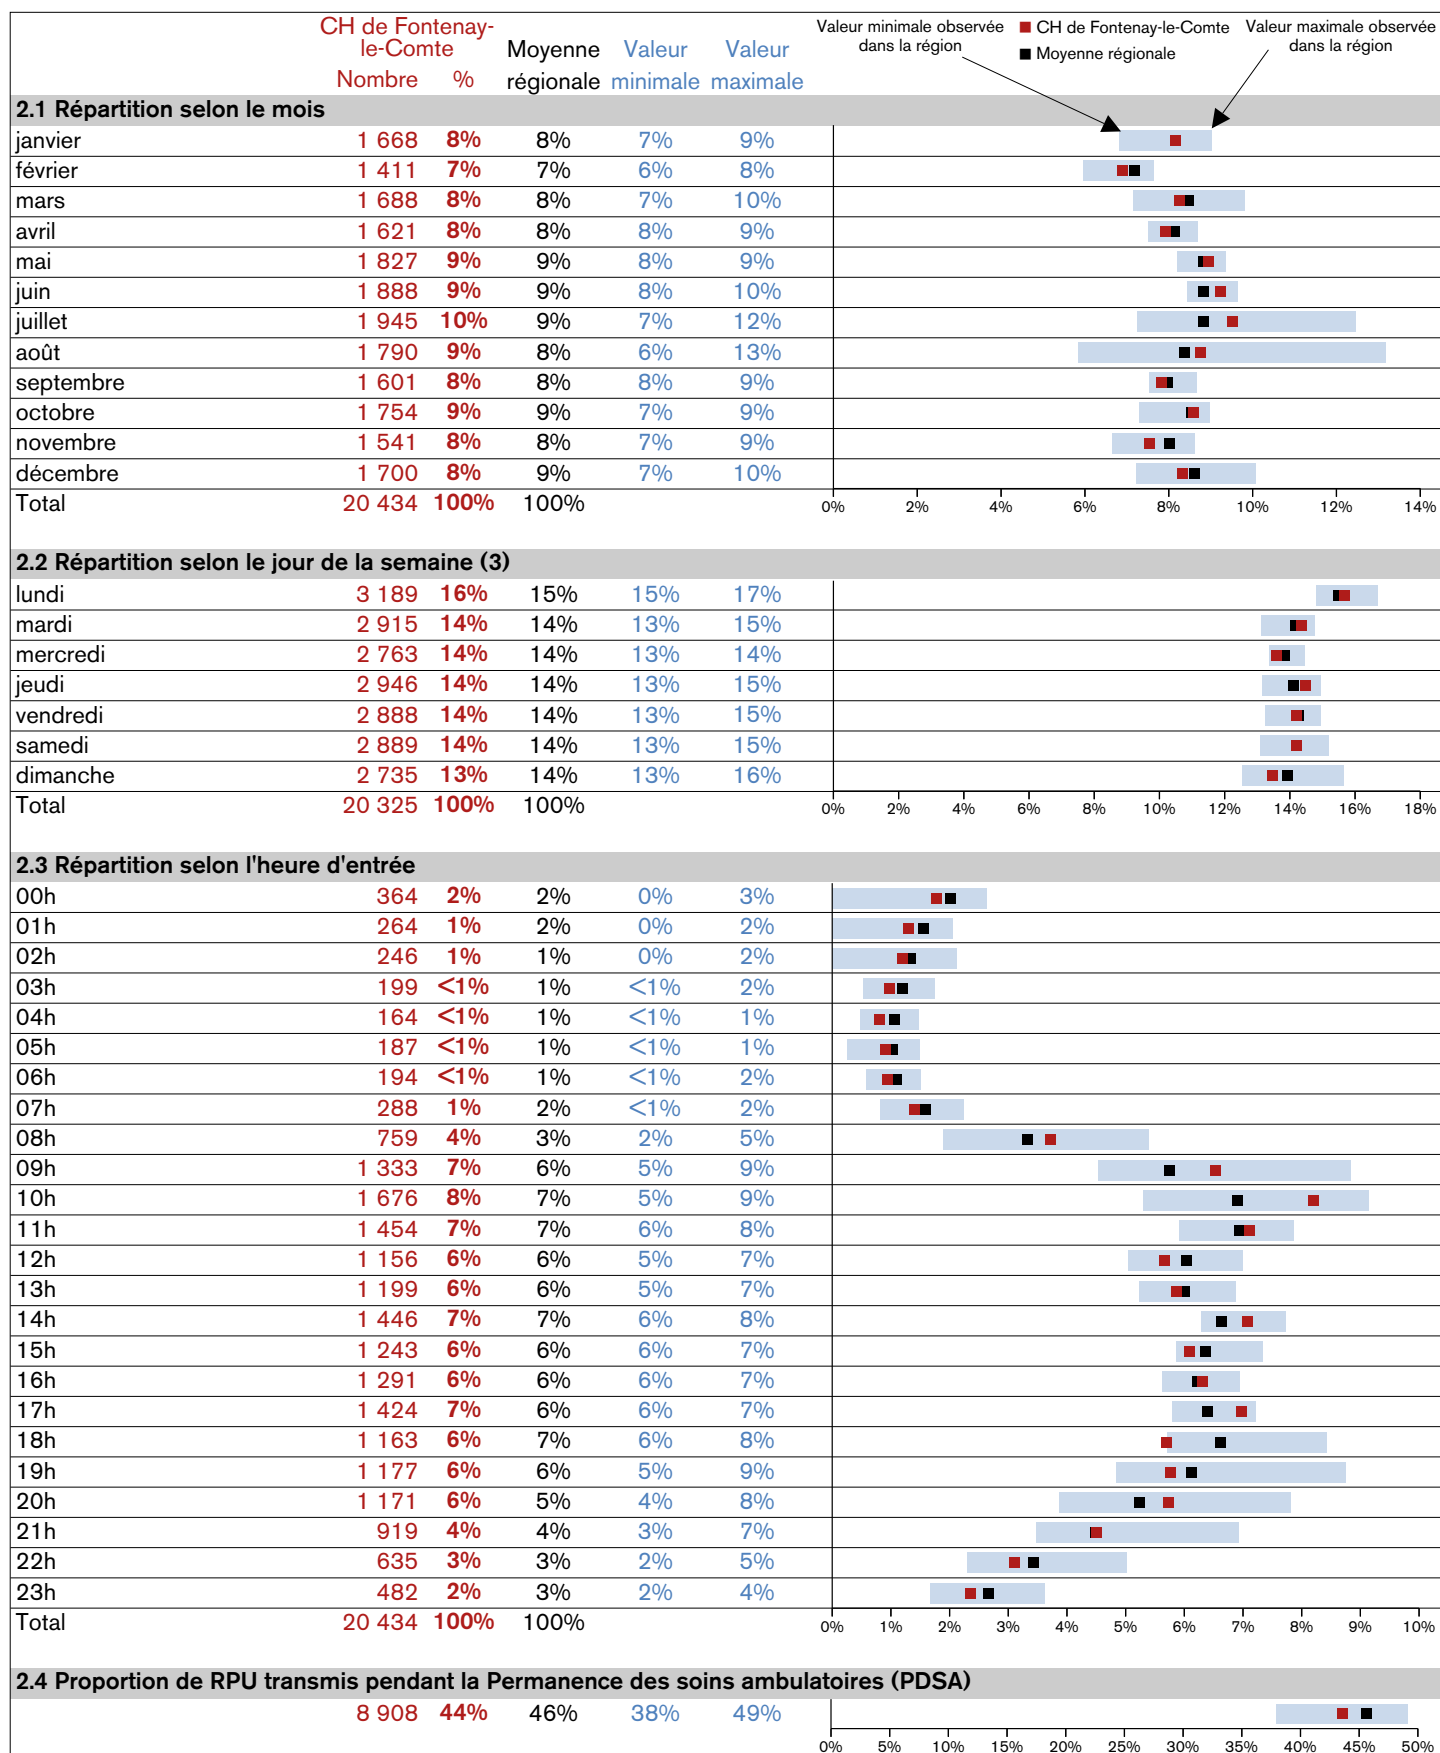 CH de Fontenay-le-Comte Moyenne régionale Valeur minimale Valeur maximale
Nombre %
Valeur minimale observée dans la région
CH de Fontenay-le-Comte
Moyenne régionale
Valeur maximale observée dans la région
2.1 Répartition selon le mois
janvier 1 668 8% 8% 7% 9%
février 1 411 7% 7% 6% 8%
mars 1 688 8% 8% 7% 10%
avril 1 621 8% 8% 8% 9%
mai 1 827 9% 9% 8% 9%
juin 1 888 9% 9% 8% 10%
juillet 1 945 10% 9% 7% 12%
août 1 790 9% 8% 6% 13%
septembre 1 601 8% 8% 8% 9%
octobre 1 754 9% 9% 7% 9%
novembre 1 541 8% 8% 7% 9%
décembre 1 700 8% 9% 7% 10%
Total 20 434 100% 100%
0% 2% 4% 6% 8% 10% 12% 14%
2.2 Répartition selon le jour de la semaine (3)
lundi 3 189 16% 15% 15% 17%
mardi 2 915 14% 14% 13% 15%
mercredi 2 763 14% 14% 13% 14%
jeudi 2 946 14% 14% 13% 15%
vendredi 2 888 14% 14% 13% 15%
samedi 2 889 14% 14% 13% 15%
dimanche 2 735 13% 14% 13% 16%
Total 20 325 100% 100%
0% 2% 4% 6% 8% 10% 12% 14% 16% 18%
2.3 Répartition selon l'heure d'entrée
00h 364 2% 2% 0% 3%
01h 264 1% 2% 0% 2%
02h 246 1% 1% 0% 2%
03h 199 <1% 1% <1% 2%
04h 164 <1% 1% <1% 1%
05h 187 <1% 1% <1% 1%
06h 194 <1% 1% <1% 2%
07h 288 1% 2% <1% 2%
08h 759 4% 3% 2% 5%
09h 1 333 7% 6% 5% 9%
10h 1 676 8% 7% 5% 9%
11h 1 454 7% 7% 6% 8%
12h 1 156 6% 6% 5% 7%
13h 1 199 6% 6% 5% 7%
14h 1 446 7% 7% 6% 8%
15h 1 243 6% 6% 6% 7%
16h 1 291 6% 6% 6% 7%
17h 1 424 7% 6% 6% 7%
18h 1 163 6% 7% 6% 8%
19h 1 177 6% 6% 5% 9%
20h 1 171 6% 5% 4% 8%
21h 919 4% 4% 3% 7%
22h 635 3% 3% 2% 5%
23h 482 2% 3% 2% 4%
Total 20 434 100% 100%
0% 1% 2% 3% 4% 5% 6% 7% 8% 9% 10%
2.4 Proportion de RPU transmis pendant la Permanence des soins ambulatoires (PDSA)
8 908 44% 46% 38% 49%
0% 5% 10% 15% 20% 25% 30% 35% 40% 45% 50%